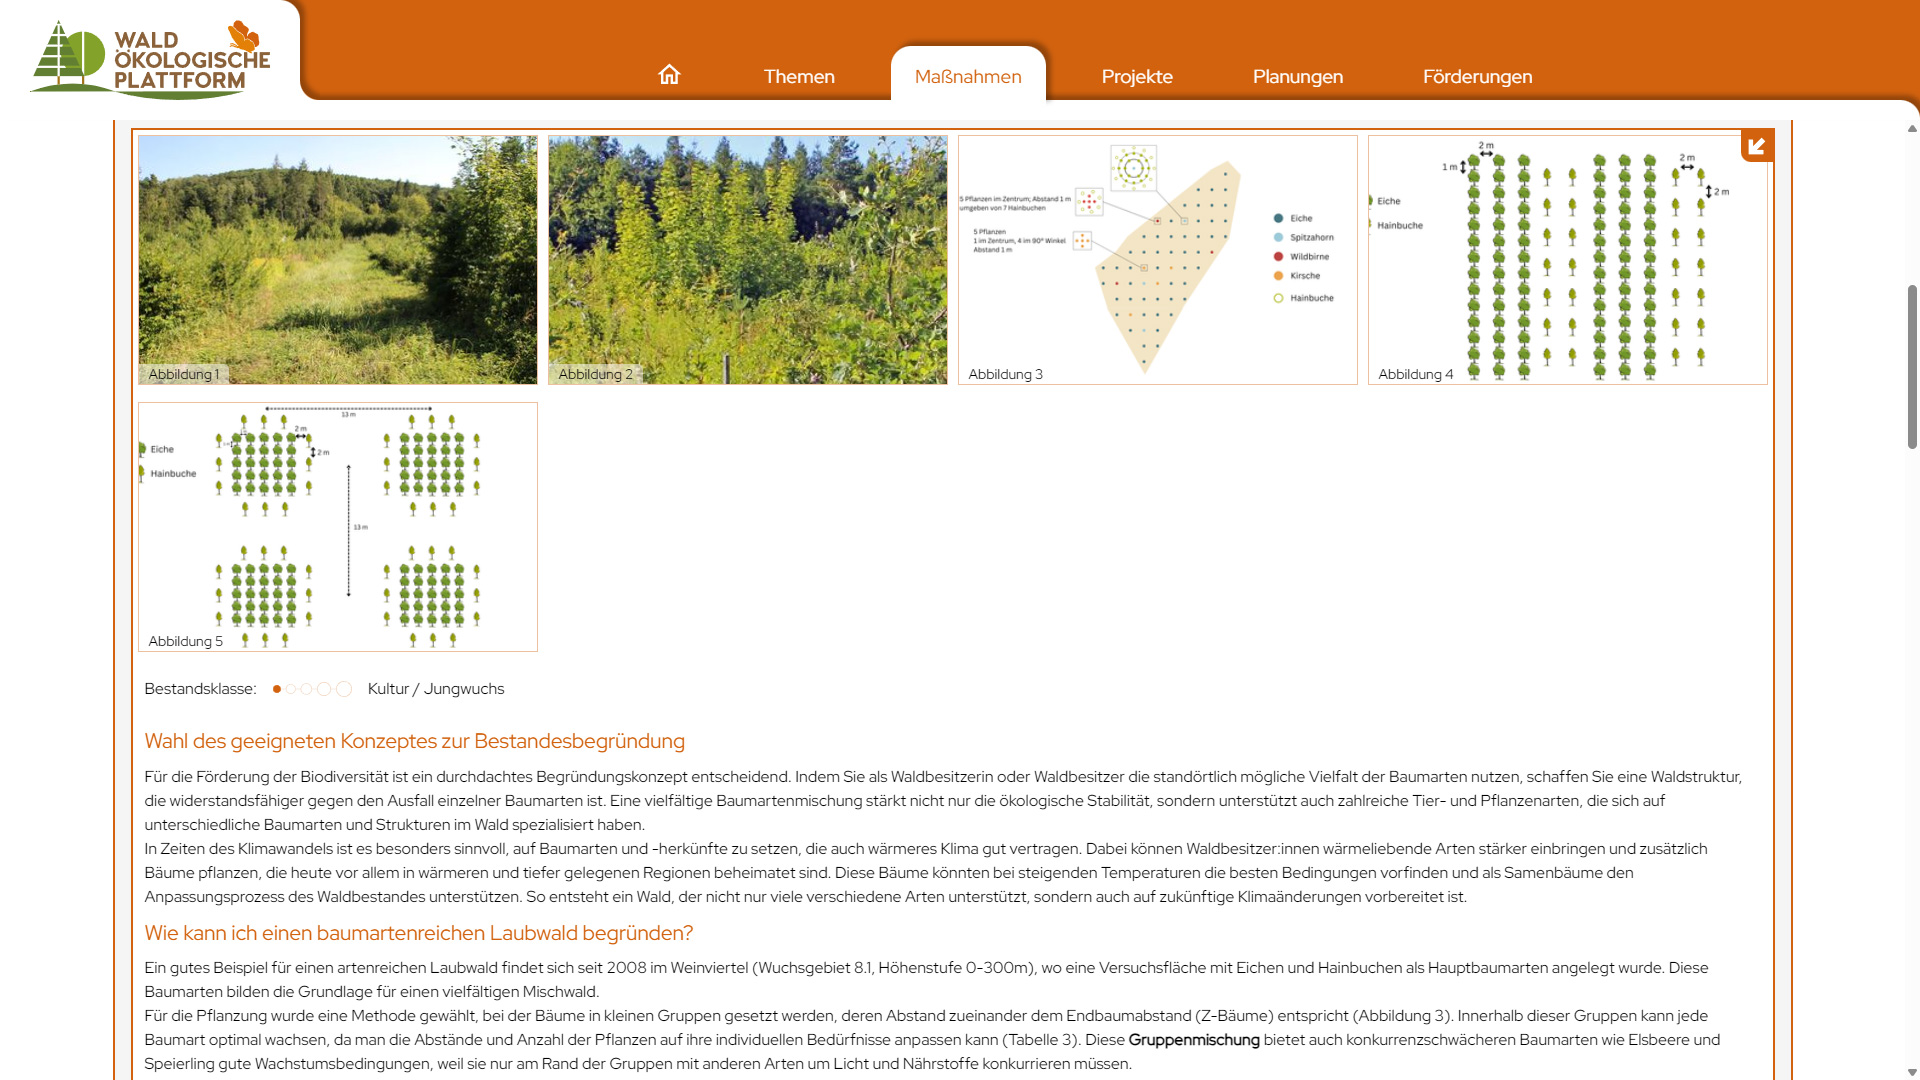 WALD
ÖKOLOGISCHE
PLATTFORM
Themen
Maßnahmen
Projekte
Planungen
Förderungen
Abbildung 1
Abbildung 2
5 Pflanzen im Zentrum; Abstand 1 m
umgeben von 7 Hainbuchen
5 Pflanzen
1 im Zentrum, 4 im 90° Winkel
Abstand 1 m
Eiche
Spitzahorn
Wildbirne
Kirsche
Hainbuche
Abbildung 3
2 m
1 m
2 m
2 m
Eiche
Hainbuche
Abbildung 4
13 m
2 m
2 m
Eiche
Hainbuche
13 m
Abbildung 5
Bestandsklasse: Kultur / Jungwuchs
Wahl des geeigneten Konzeptes zur Bestandesbegründung
Für die Förderung der Biodiversität ist ein durchdachtes Begründungskonzept entscheidend. Indem Sie als Waldbesitzerin oder Waldbesitzer die standörtlich mögliche Vielfalt der Baumarten nutzen, schaffen Sie eine Waldstruktur,
die widerstandsfähiger gegen den Ausfall einzelner Baumarten ist. Eine vielfältige Baumartenmischung stärkt nicht nur die ökologische Stabilität, sondern unterstützt auch zahlreiche Tier- und Pflanzenarten, die sich auf
unterschiedliche Baumarten und Strukturen im Wald spezialisiert haben.
In Zeiten des Klimawandels ist es besonders sinnvoll, auf Baumarten und -herkünfte zu setzen, die auch wärmeres Klima gut vertragen. Dabei können Waldbesitzer:innen wärmeliebende Arten stärker einbringen und zusätzlich
Bäume pflanzen, die heute vor allem in wärmeren und tiefer gelegenen Regionen beheimatet sind. Diese Bäume könnten bei steigenden Temperaturen die besten Bedingungen vorfinden und als Samenbäume den
Anpassungsprozess des Waldbestandes unterstützen. So entsteht ein Wald, der nicht nur viele verschiedene Arten unterstützt, sondern auch auf zukünftige Klimaänderungen vorbereitet ist.
Wie kann ich einen baumartenreichen Laubwald begründen?
Ein gutes Beispiel für einen artenreichen Laubwald findet sich seit 2008 im Weinviertel (Wuchsgebiet 8.1, Höhenstufe 0-300m), wo eine Versuchsfläche mit Eichen und Hainbuchen als Hauptbaumarten angelegt wurde. Diese
Baumarten bilden die Grundlage für einen vielfältigen Mischwald.
Für die Pflanzung wurde eine Methode gewählt, bei der Bäume in kleinen Gruppen gesetzt werden, deren Abstand zueinander dem Endbaumabstand (Z-Bäume) entspricht (Abbildung 3). Innerhalb dieser Gruppen kann jede
Baumart optimal wachsen, da man die Abstände und Anzahl der Pflanzen auf ihre individuellen Bedürfnisse anpassen kann (Tabelle 3). Diese Gruppenmischung bietet auch konkurrenzschwächeren Baumarten wie Elsbeere und
Speierling gute Wachstumsbedingungen, weil sie nur am Rand der Gruppen mit anderen Arten um Licht und Nährstoffe konkurrieren müssen.